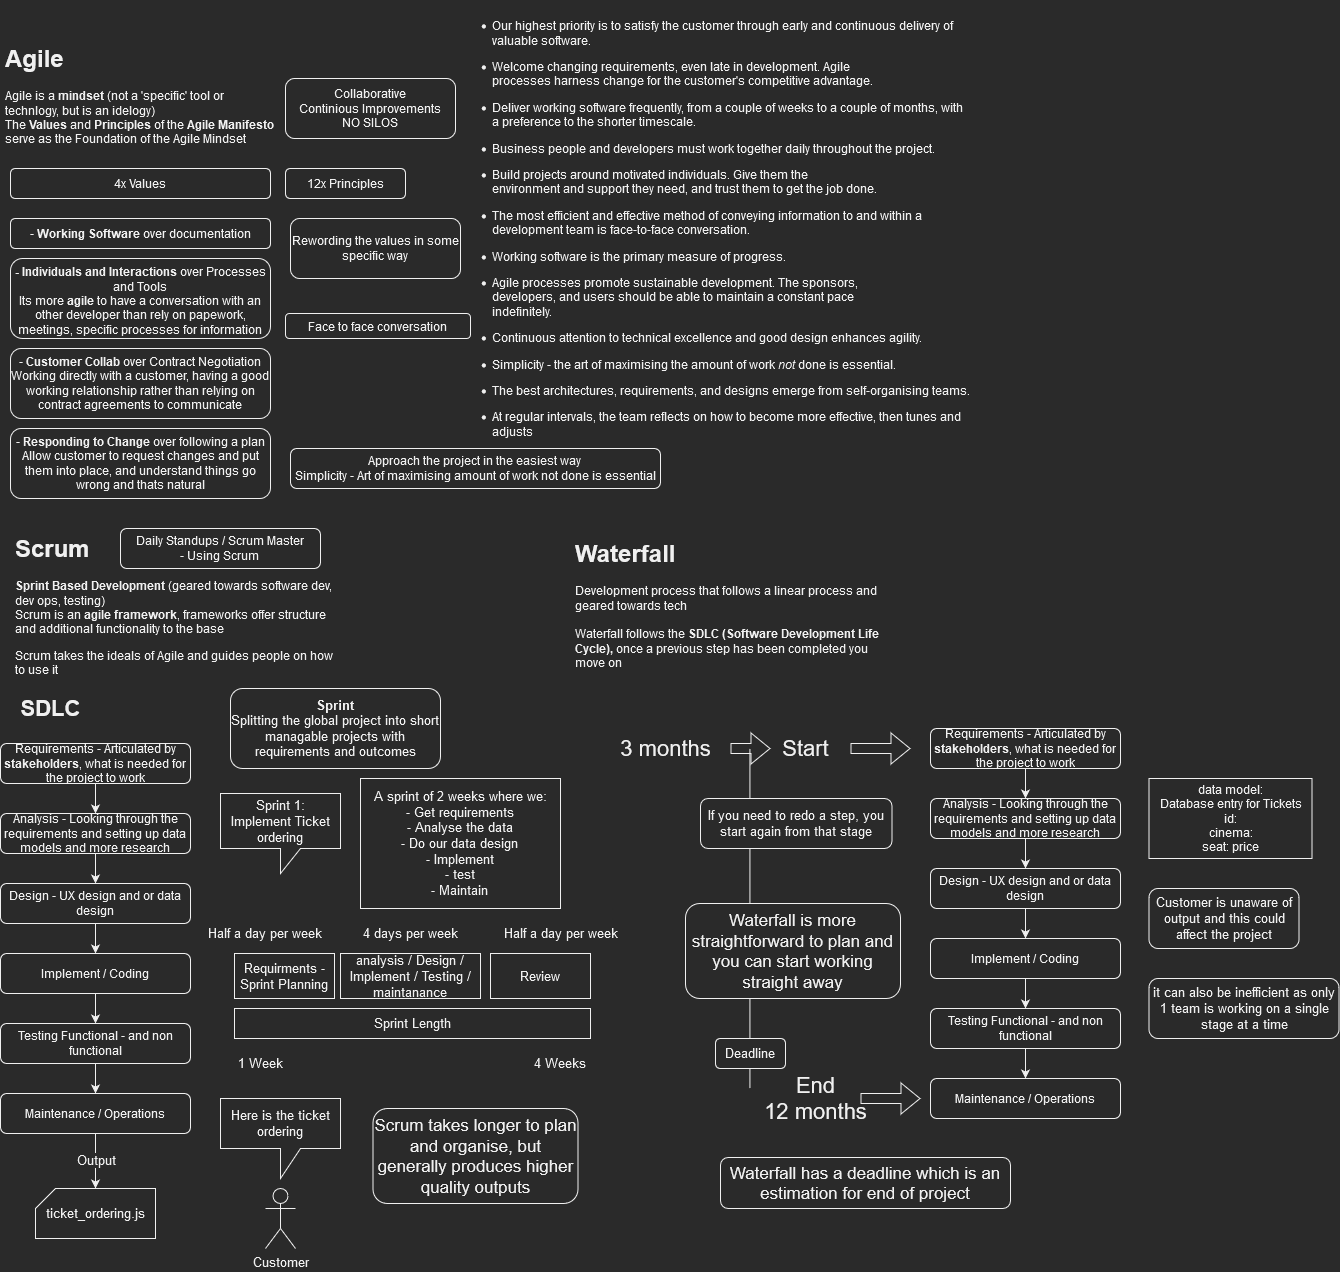 Agile
Agile is a mindset (not a 'specific' tool or
technlogy, but is an idelogy)
The Values and Principles of the Agile Manifesto
serve as the Foundation of the Agile Mindset
Collaborative
Continious Improvements
NO SILOS
4x Values
12x Principles
- Working Software over documentation
- Individuals and Interactions over Processes
and Tools
Its more agile to have a conversation with an
other developer than rely on papework,
meetings, specific processes for information
- Customer Collab over Contract Negotiation
Working directly with a customer, having a good
working relationship rather than relying on
contract agreements to communicate
- Responding to Change over following a plan
Allow customer to request changes and put
them into place, and understand things go
wrong and thats natural
Rewording the values in some
specific way
Face to face conversation
• Our highest priority is to satisfy the customer through early and continuous delivery of
valuable software.
• Welcome changing requirements, even late in development. Agile
processes harness change for the customer's competitive advantage.
• Deliver working software frequently, from a couple of weeks to a couple of months, with
a preference to the shorter timescale.
• Business people and developers must work together daily throughout the project.
• Build projects around motivated individuals. Give them the
environment and support they need, and trust them to get the job done.
• The most efficient and effective method of conveying information to and within a
development team is face-to-face conversation.
• Working software is the primary measure of progress.
• Agile processes promote sustainable development. The sponsors,
developers, and users should be able to maintain a constant pace
indefinitely.
• Continuous attention to technical excellence and good design enhances agility.
• Simplicity - the art of maximising the amount of work not done is essential.
• The best architectures, requirements, and designs emerge from self-organising teams.
• At regular intervals, the team reflects on how to become more effective, then tunes and
adjusts
Approach the project in the easiest way
Simplicity - Art of maximising amount of work not done is essential
Scrum
Daily Standups / Scrum Master
- Using Scrum
Sprint Based Development (geared towards software dev,
dev ops, testing)
Scrum is an agile framework, frameworks offer structure
and additional functionality to the base
Scrum takes the ideals of Agile and guides people on how
to use it
SDLC
Requirements - Articulated by
stakeholders, what is needed for
the project to work
Analysis - Looking through the
requirements and setting up data
models and more research
Design - UX design and or data
design
Implement / Coding
Testing Functional - and non
functional
Maintenance / Operations
Output
ticket_ordering.js
Sprint
Splitting the global project into short
managable projects with
requirements and outcomes
Sprint 1:
Implement Ticket
ordering
A sprint of 2 weeks where we:
- Get requirements
- Analyse the data
- Do our data design
- Implement
- test
- Maintain
Half a day per week
4 days per week
Half a day per week
Requirments -
Sprint Planning
analysis / Design /
Implement / Testing /
maintanance
Review
Sprint Length
1 Week
4 Weeks
Here is the ticket
ordering
Customer
Scrum takes longer to plan
and organise, but
generally produces higher
quality outputs
Waterfall
Development process that follows a linear process and
geared towards tech
Waterfall follows the SDLC (Software Development Life
Cycle), once a previous step has been completed you
move on
3 months
Start
If you need to redo a step, you
start again from that stage
Waterfall is more
straightforward to plan and
you can start working
straight away
Deadline
End
12 months
Waterfall has a deadline which is an
estimation for end of project
Requirements - Articulated by
stakeholders, what is needed for
the project to work
Analysis - Looking through the
requirements and setting up data
models and more research
Design - UX design and or data
design
Implement / Coding
Testing Functional - and non
functional
Maintenance / Operations
data model:
Database entry for Tickets
id:
cinema:
seat: price
Customer is unaware of
output and this could
affect the project
it can also be inefficient as only
1 team is working on a single
stage at a time